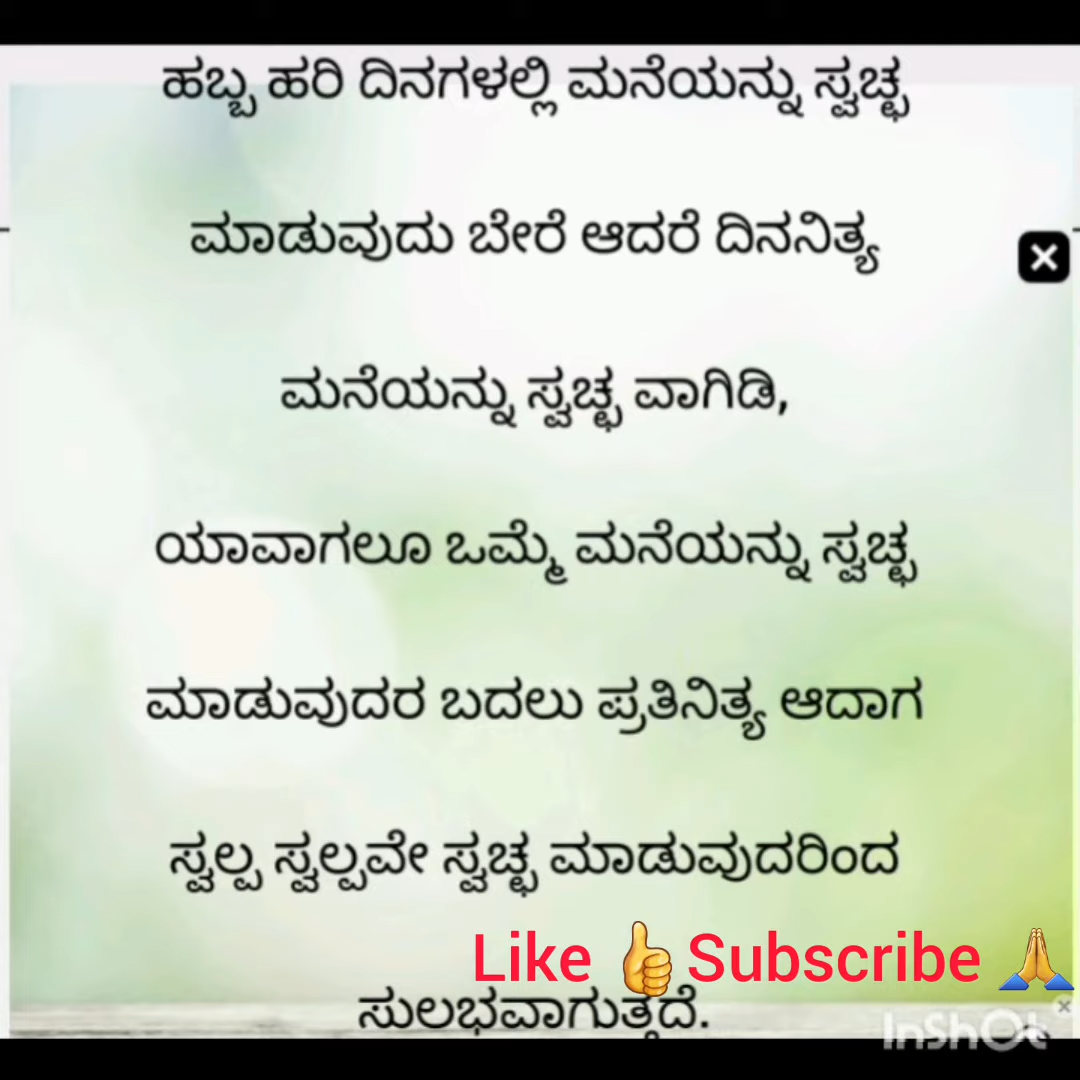 ಹಬ್ಬ ಹರಿ ದಿನಗಳಲ್ಲಿ ಮನೆಯನ್ನು ಸ್ವಚ್ಛ
ಮಾಡುವುದು ಬೇರೆ ಆದರೆ ದಿನನಿತ್ಯ
ಮನೆಯನ್ನು ಸ್ವಚ್ಛ ವಾಗಿಡಿ,
ಯಾವಾಗಲೂ ಒಮ್ಮೆ ಮನೆಯನ್ನು ಸ್ವಚ್ಛ
ಮಾಡುವುದರ ಬದಲು ಪ್ರತಿನಿತ್ಯ ಆದಾಗ
ಸ್ವಲ್ಪ ಸ್ವಲ್ಪವೇ ಸ್ವಚ್ಛ ಮಾಡುವುದರಿಂದ
Like 👍 Subscribe 🙏
ಸುಲಭವಾಗುತ್ತದೆ.
InShOt